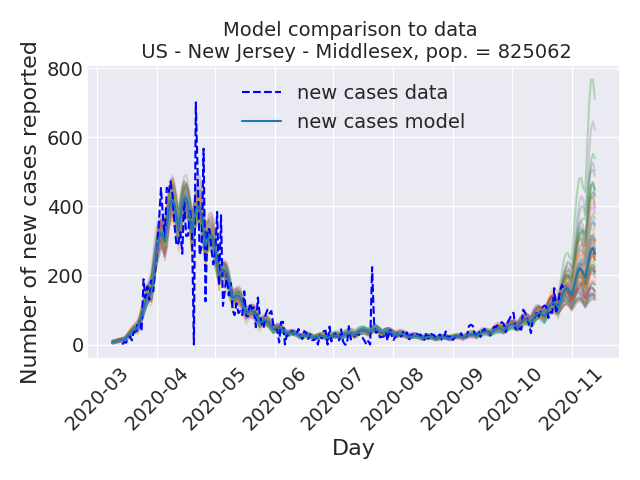 Model comparison to data
US - New Jersey - Middlesex, pop. = 825062
Number of new cases reported
800
600
400
200
0
new cases data
new cases model
2020-03
2020-04
2020-05
2020-06
2020-07
2020-08
2020-09
2020-10
2020-11
Day